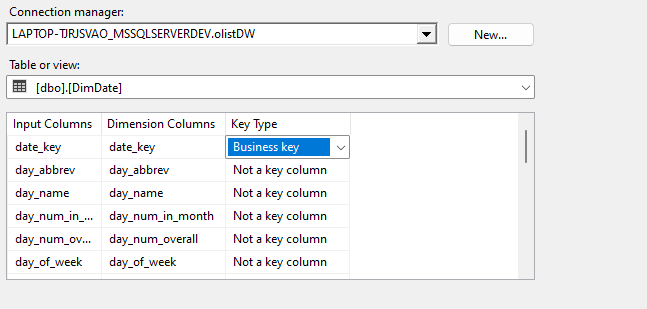 Connection manager:
LAPTOP-TJRJSVAO_MSSQLSERVERDEV.olistDW
New...
Table or view:
[dbo].[DimDate]
Input Columns Dimension Columns Key Type
date_key date_key Business key
day_abbrev day_abbrev Not a key column
day_name day_name Not a key column
day_num_in_... day_num_in_month Not a key column
day_num_ov... day_num_overall Not a key column
day_of_week day_of_week Not a key column